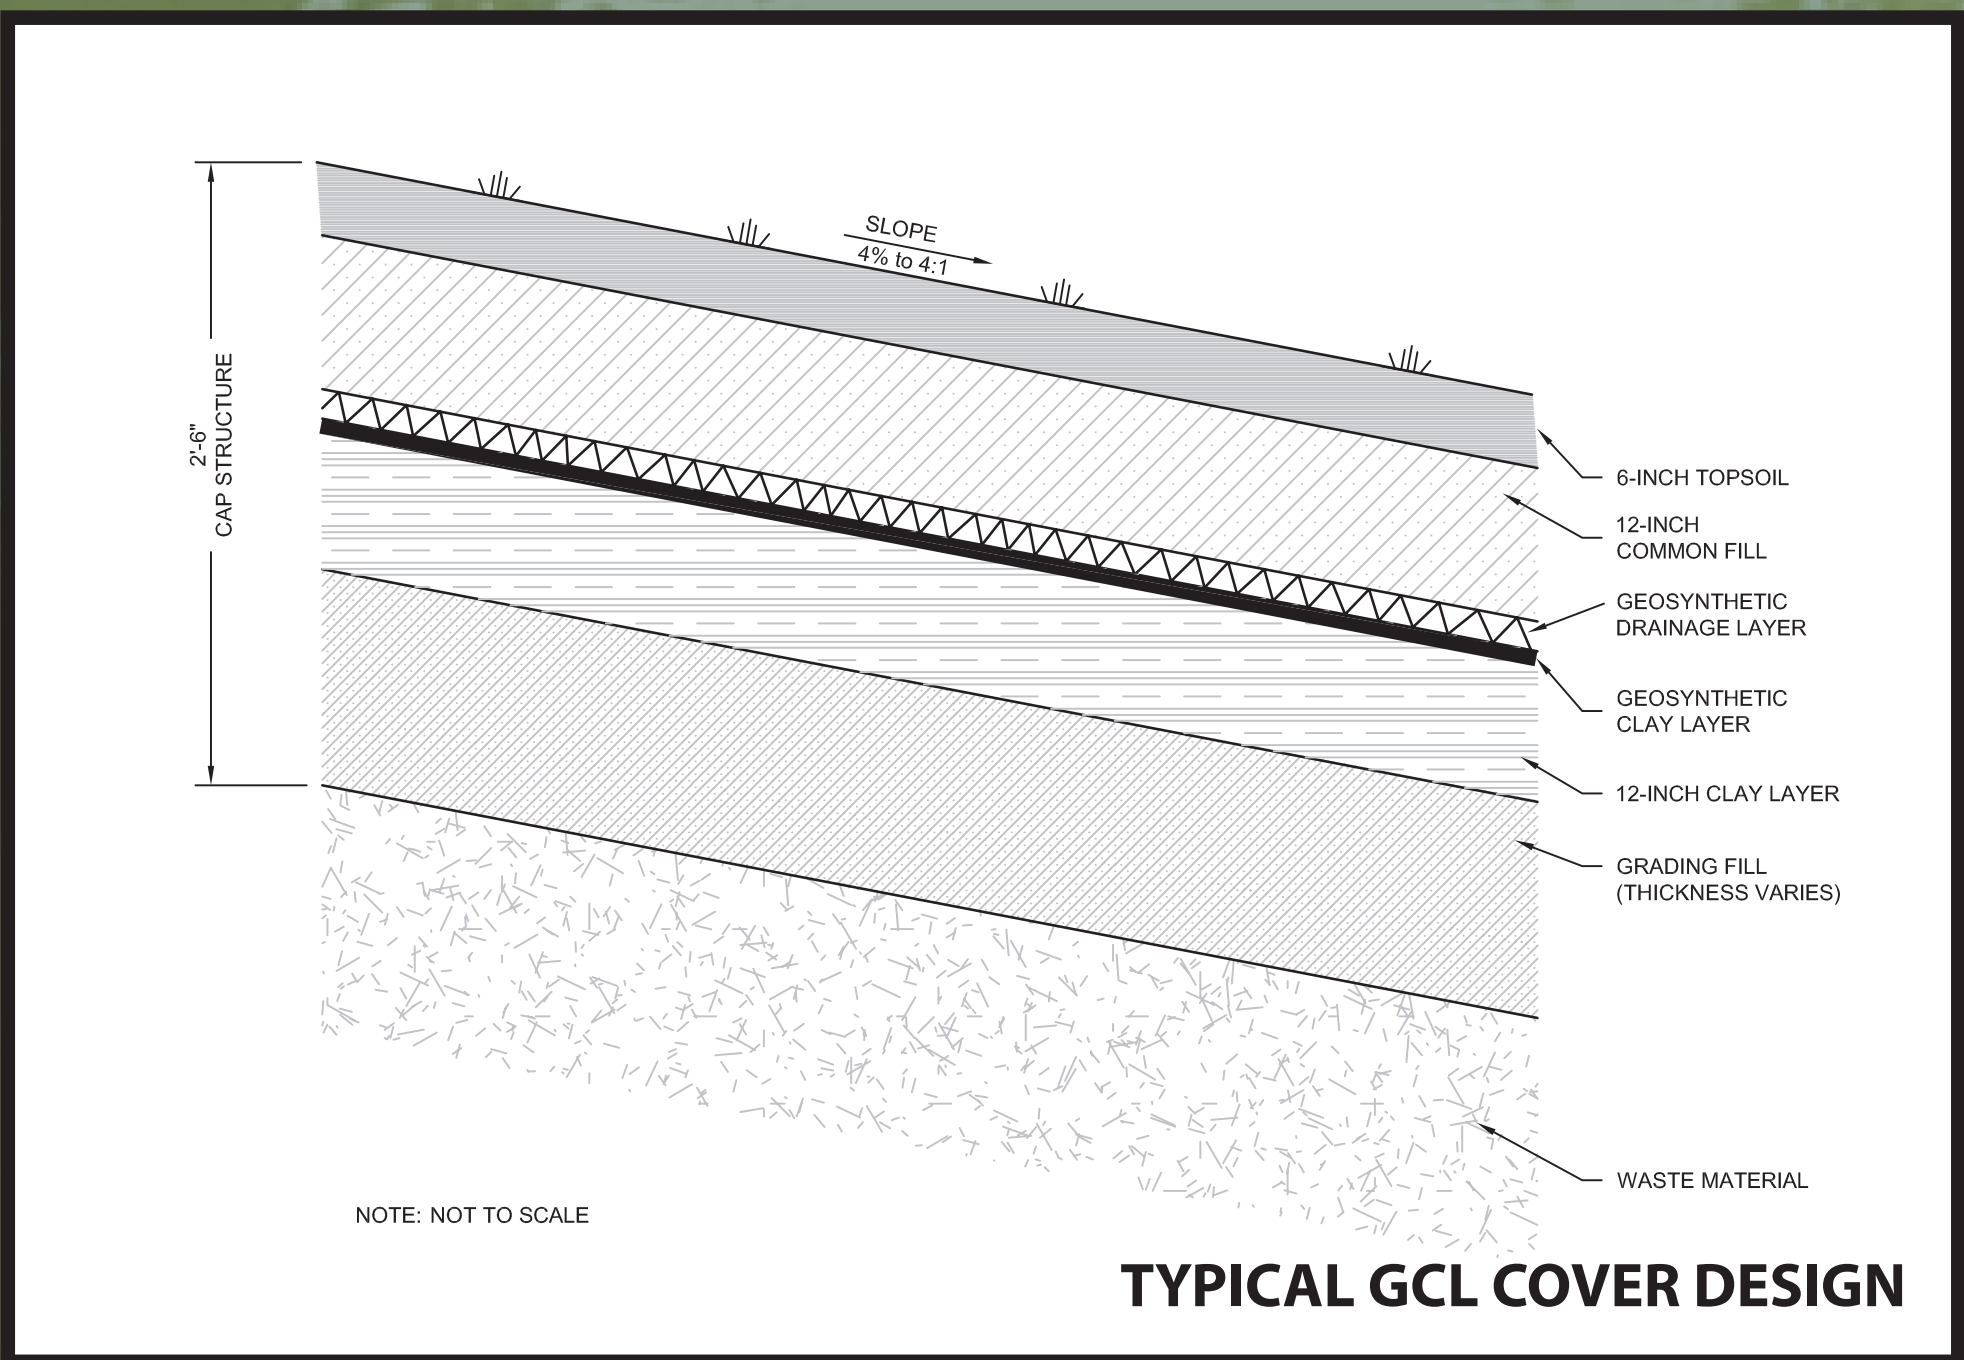 SLOPE
4% to 4:1
2'-6"
CAP STRUCTURE
6-INCH TOPSOIL
12-INCH
COMMON FILL
GEOSYNTHETIC
DRAINAGE LAYER
GEOSYNTHETIC
CLAY LAYER
12-INCH CLAY LAYER
GRADING FILL
(THICKNESS VARIES)
WASTE MATERIAL
NOTE: NOT TO SCALE
TYPICAL GCL COVER DESIGN